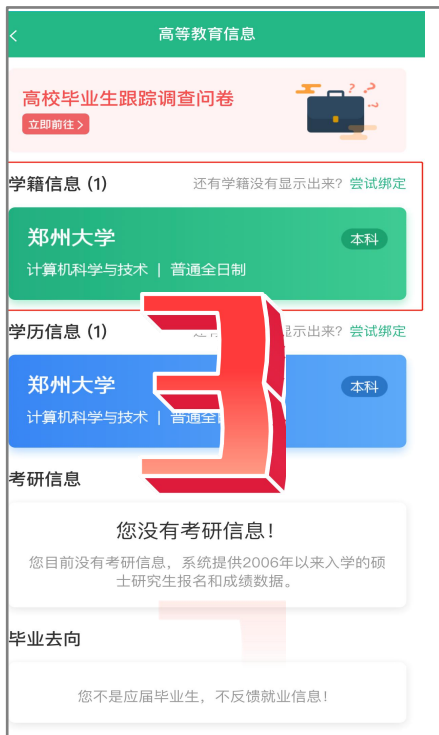 高等教育信息
高校毕业生跟踪调查问卷
立即前往>
学籍信息 (1) 还有学籍没有显示出来? 尝试绑定
郑州大学 本科
计算机科学与技术 | 普通全日制
学历信息 (1) 显示出来? 尝试绑定
郑州大学 本科
计算机科学与技术 | 普通全
3
考研信息
您没有考研信息!
您目前没有考研信息，系统提供2006年以来入学的硕
士研究生报名和成绩数据。
毕业去向
您不是应届毕业生，不反馈就业信息!